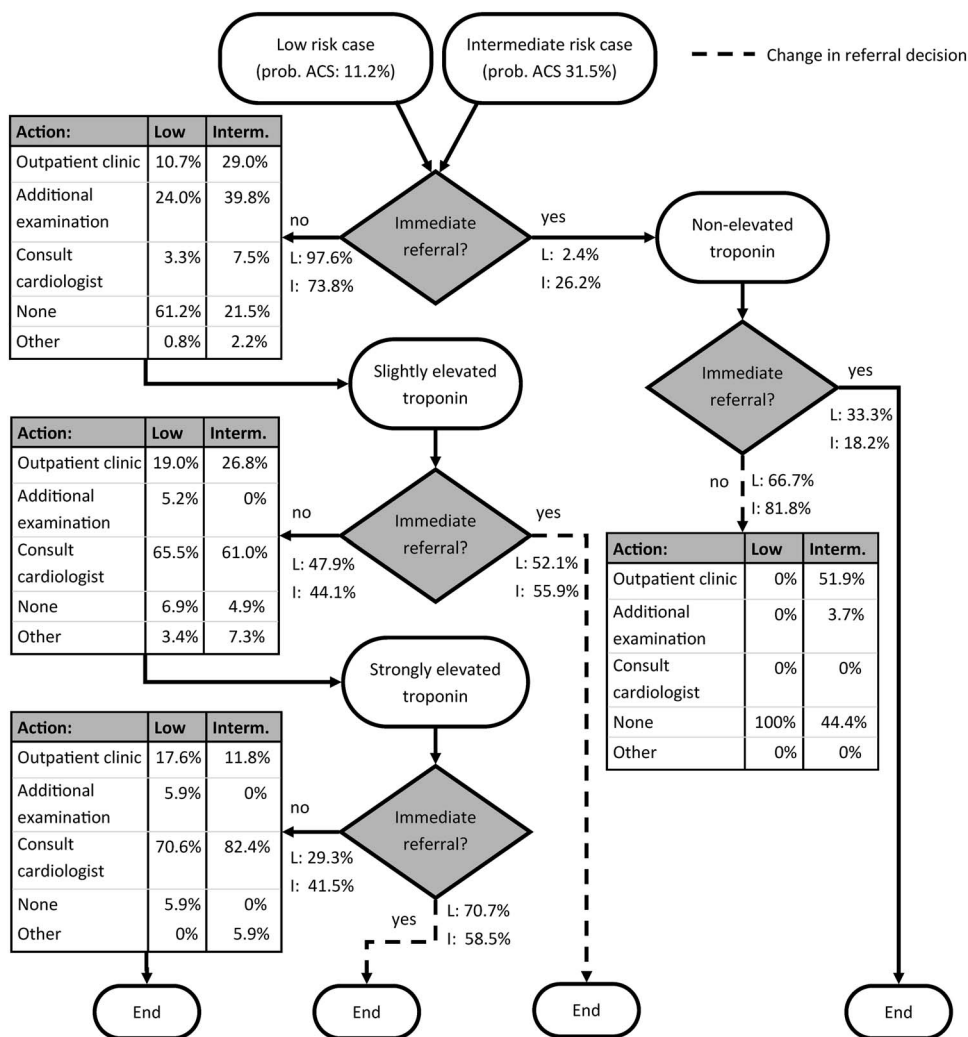 Low risk case
(prob. ACS: 11.2%)
Intermediate risk case
(prob. ACS 31.5%)
Change in referral decision
Action: Low Interm.
Outpatient clinic 10.7% 29.0%
Additional
examination 24.0% 39.8%
Consult
cardiologist 3.3% 7.5%
None 61.2% 21.5%
Other 0.8% 2.2%
Immediate
referral?
no
L: 97.6%
I: 73.8%
yes
L: 2.4%
I: 26.2%
Non-elevated
troponin
Immediate
referral?
yes
L: 33.3%
I: 18.2%
no
L: 66.7%
I: 81.8%
Action: Low Interm.
Outpatient clinic 0% 51.9%
Additional
examination 0% 3.7%
Consult
cardiologist 0% 0%
None 100% 44.4%
Other 0% 0%
Slightly elevated
troponin
Immediate
referral?
no
L: 47.9%
I: 44.1%
yes
L: 52.1%
I: 55.9%
Action: Low Interm.
Outpatient clinic 19.0% 26.8%
Additional
examination 5.2% 0%
Consult
cardiologist 65.5% 61.0%
None 6.9% 4.9%
Other 3.4% 7.3%
Strongly elevated
troponin
Immediate
referral?
no
L: 29.3%
I: 41.5%
yes
L: 70.7%
I: 58.5%
Action: Low Interm.
Outpatient clinic 17.6% 11.8%
Additional
examination 5.9% 0%
Consult
cardiologist 70.6% 82.4%
None 5.9% 0%
Other 0% 5.9%
End
End
End
End